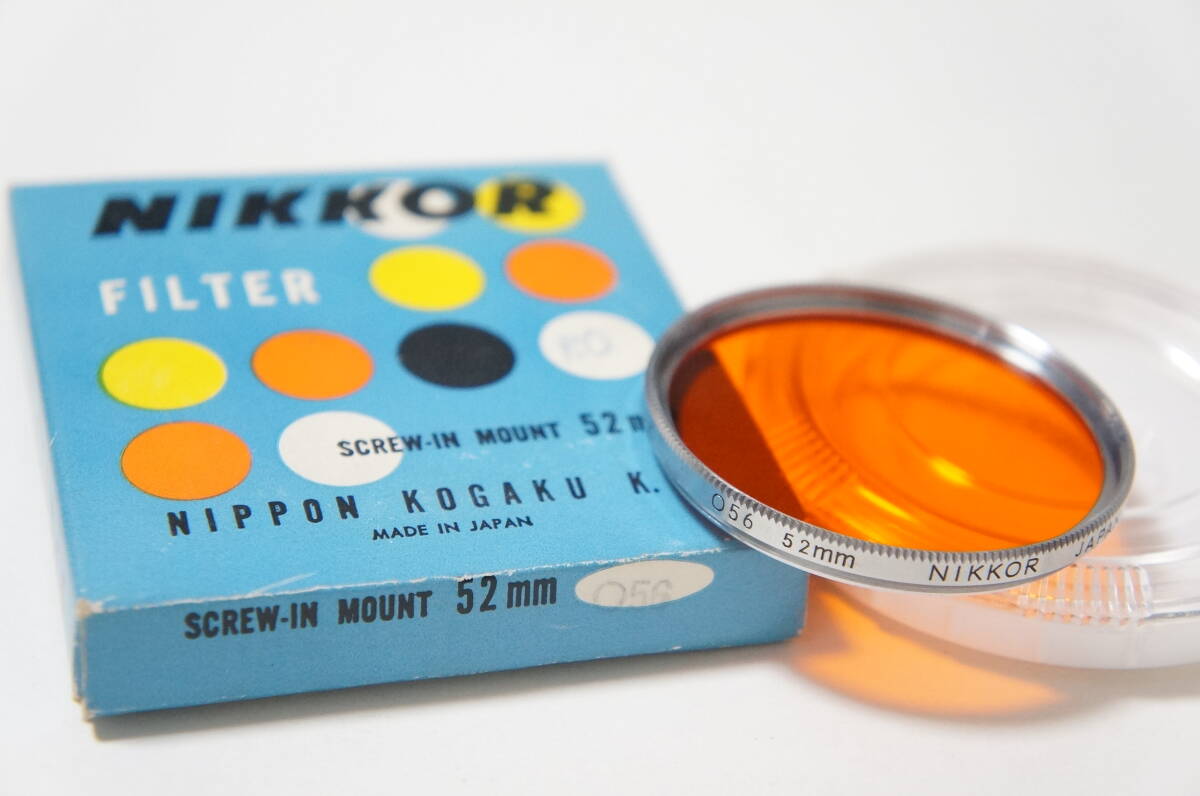 NIKKOR
FILTER
SCREW-IN MOUNT 52
NIPPON KOGAKU K.
MADE IN JAPAN
SCREW-IN MOUNT 52 mm
O56
O56 52mm NIKKOR JAPAN